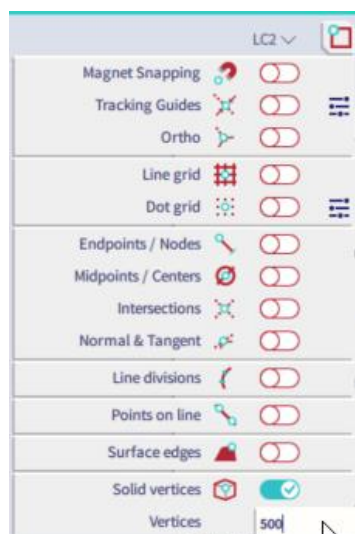 LC2
Magnet Snapping
Tracking Guides
Ortho
Line grid
Dot grid
Endpoints / Nodes
Midpoints / Centers
Intersections
Normal & Tangent
Line divisions
Points on line
Surface edges
Solid vertices
Vertices 500